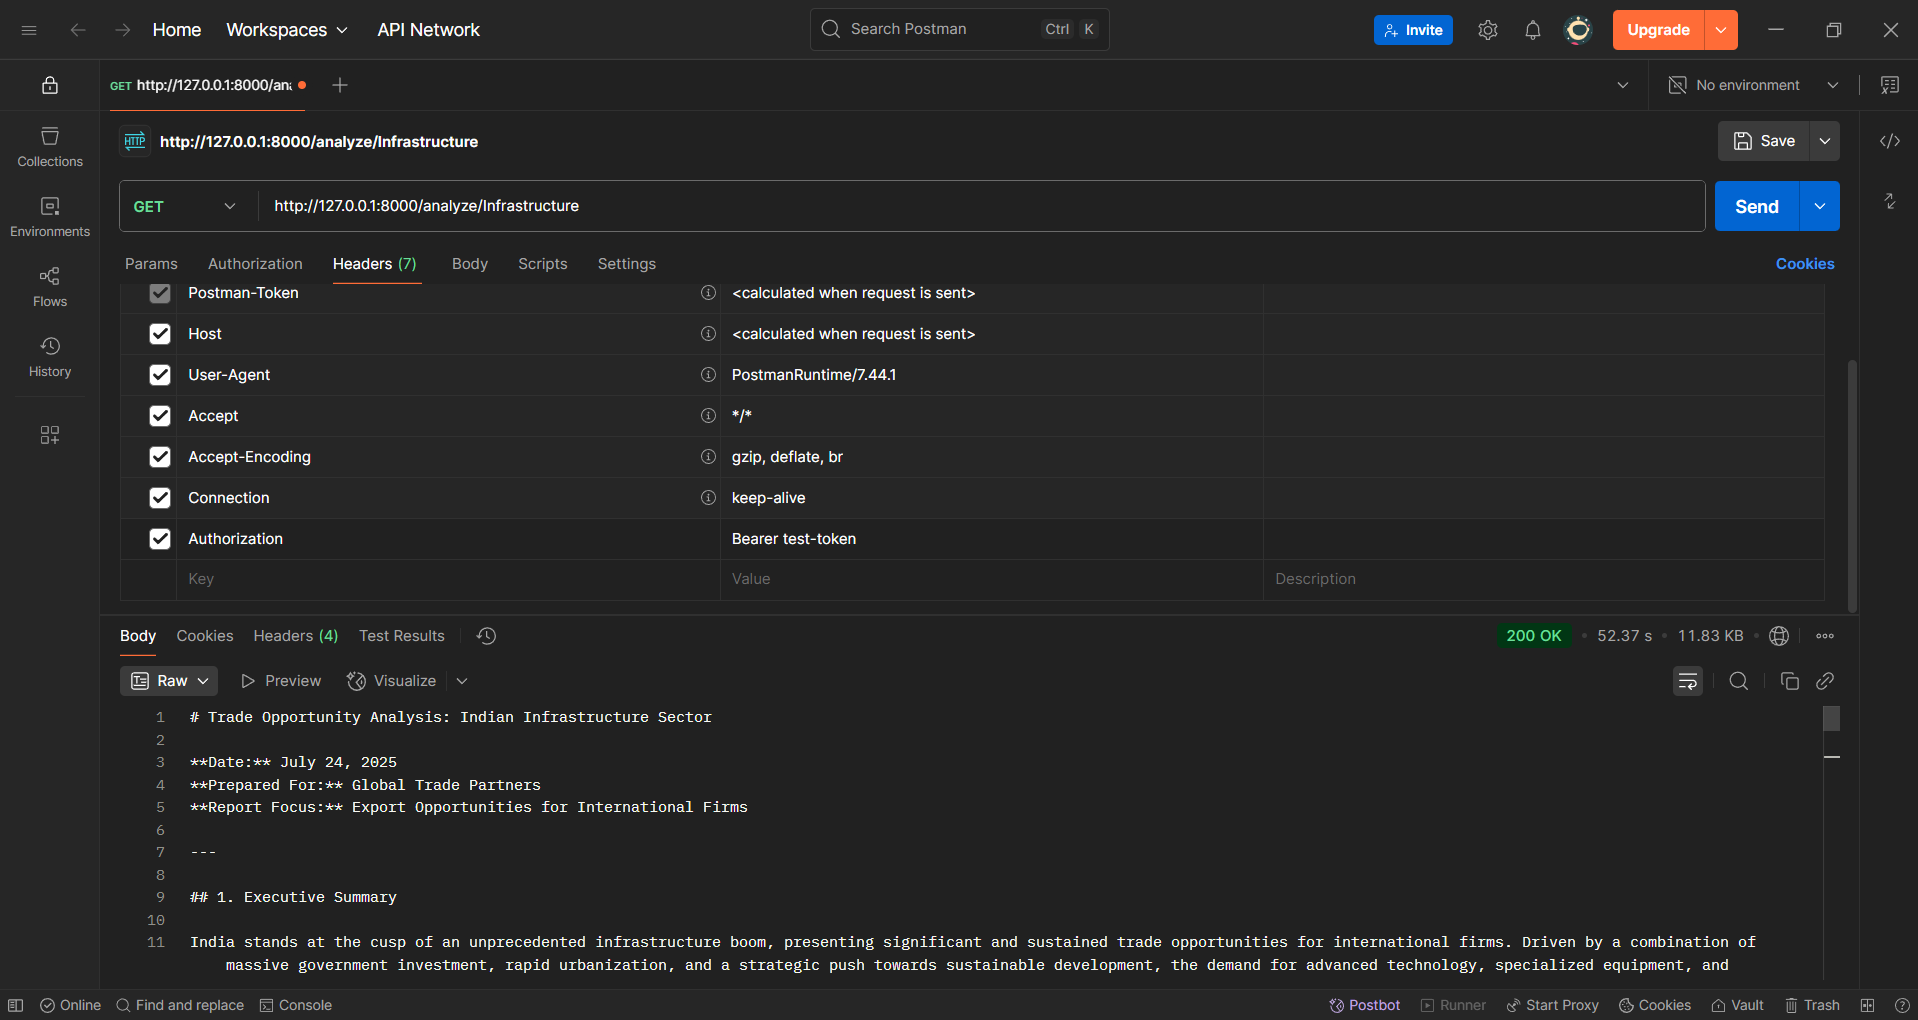 Home Workspaces API Network Search Postman Ctrl K Invite Upgrade
GET http://127.0.0.1:8000/ana No environment
HTTP http://127.0.0.1:8000/analyze/Infrastructure Save
Collections
GET http://127.0.0.1:8000/analyze/Infrastructure Send
Environments
Params Authorization Headers (7) Body Scripts Settings Cookies
Postman-Token <calculated when request is sent>
Flows
Host <calculated when request is sent>
History
User-Agent PostmanRuntime/7.44.1
Accept */*
Accept-Encoding gzip, deflate, br
Connection keep-alive
Authorization Bearer test-token
Key Value Description
Body Cookies Headers (4) Test Results 200 OK • 52.37 s • 11.83 KB •
Raw Preview Visualize
1 # Trade Opportunity Analysis: Indian Infrastructure Sector
2
3 **Date:** July 24, 2025
4 **Prepared For:** Global Trade Partners
5 **Report Focus:** Export Opportunities for International Firms
6
7 ---
8
9 ## 1. Executive Summary
10
11 India stands at the cusp of an unprecedented infrastructure boom, presenting significant and sustained trade opportunities for international firms. Driven by a combination of
massive government investment, rapid urbanization, and a strategic push towards sustainable development, the demand for advanced technology, specialized equipment, and
Online Find and replace Console Postbot Runner Start Proxy Cookies Vault Trash